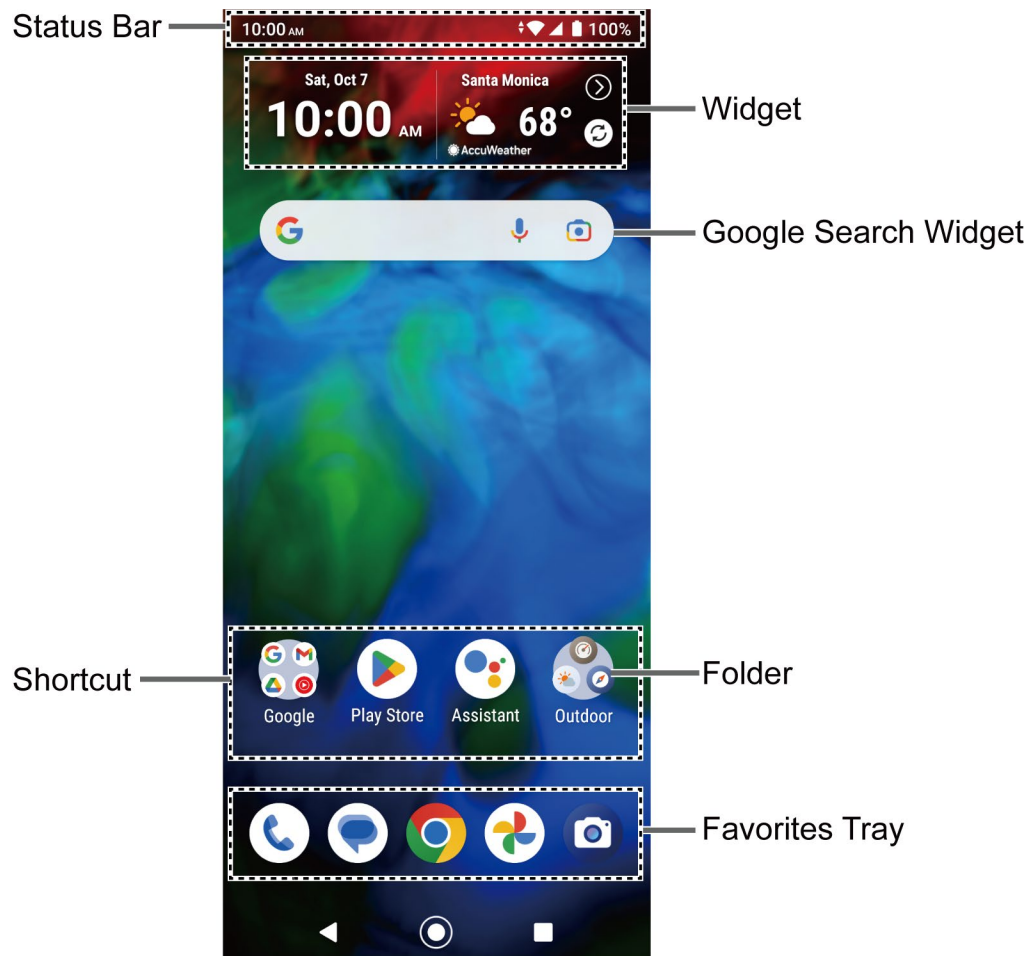 Status Bar
10:00 AM 100%
Sat, Oct 7
10:00 AM
Santa Monica
68°
AccuWeather
Widget
G
Google Search Widget
Shortcut
Google
Play Store
Assistant
Outdoor
Folder
Favorites Tray